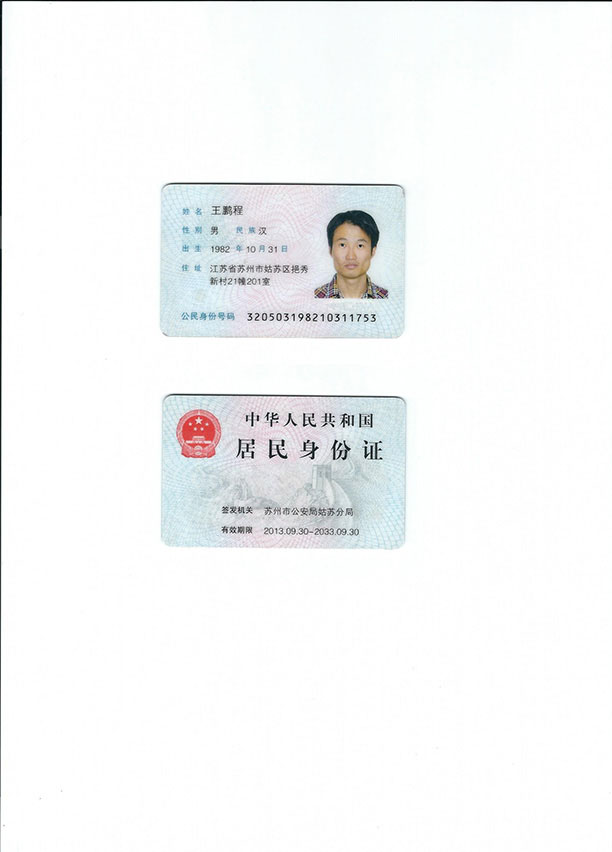 姓名 王鹏程
性别 男 民族 汉
出生 1982 年 10 月 31 日
住址 江苏省苏州市姑苏区挹秀
新村21幢201室
公民身份号码 320503198210311753
中华人民共和国
居民身份证
签发机关 苏州市公安局姑苏分局
有效期限 2013.09.30-2033.09.30